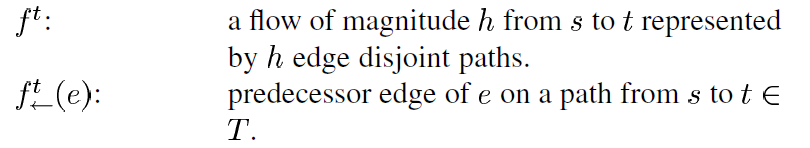 f^t: a flow of magnitude h from s to t represented
by h edge disjoint paths.
f^t_←(e): predecessor edge of e on a path from s to t ∈
T.